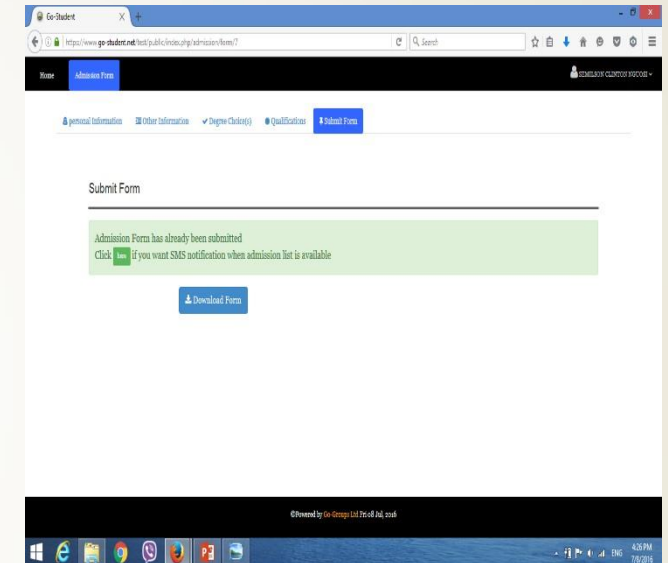 Go-Student
https://www.go-student.net/test/public/index.php/admission/form/7
Search
Home
Admission Form
personal Information
Other Information
Degree Choice(s)
Qualifications
Submit Form
Submit Form
Admission Form has already been submitted
Click here if you want SMS notification when admission list is available
Download Form
©Powered by Go-Groups Ltd Fri 08 Jul, 2016
ENG
4:26 PM
7/8/2016